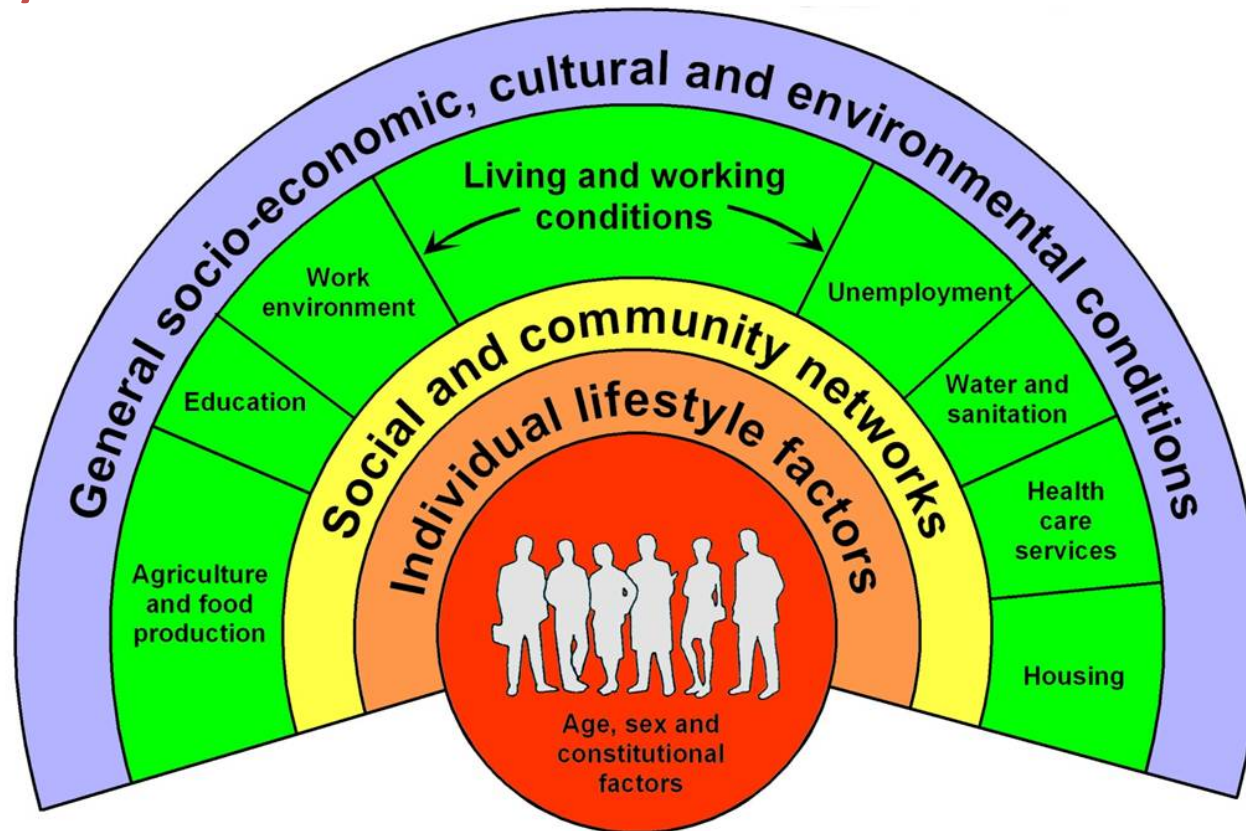 General socio-economic, cultural and environmental conditions
Living and working
conditions
Work
environment
Unemployment
Education
Water and
sanitation
Agriculture
and food
production
Health
care
services
Housing
Social and community networks
Individual lifestyle factors
Age, sex and
constitutional
factors